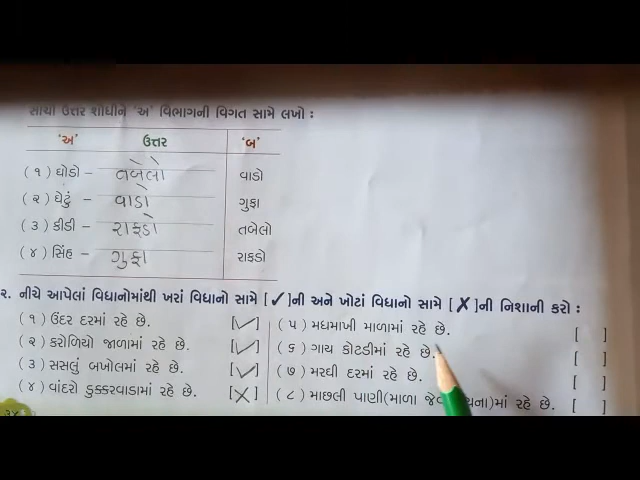 સાચા ઉત્તર શોધીને 'અ' વિભાગની વિગત સામે લખો :
'અ' ઉત્તર 'બ'
(૧) ઘોડો – તબેલો વાડો
(૨) ઘેટું – વાડો ગુફા
(૩) કીડી – રાફડો તબેલો
(૪) સિંહ – ગુફા રાફડો
૨. નીચે આપેલાં વિધાનોમાંથી ખરાં વિધાનો સામે [✓]ની અને ખોટાં વિધાનો સામે [✗]ની નિશાની કરો :
(૧) ઉંદર દરમાં રહે છે. [✓]
(૨) કરોળિયો જાળામાં રહે છે. [✓]
(૩) સસલું બખોલમાં રહે છે. [✓]
(૪) વાંદરો કુક્કરવાડામાં રહે છે. [✗]
(૫) મધમાખી માળામાં રહે છે. [ ]
(૬) ગાય કોટડીમાં રહે છે. [ ]
(૭) મરઘી દરમાં રહે છે. [ ]
(૮) માછલી પાણી(માળા જેવી ચના)માં રહે છે. [ ]